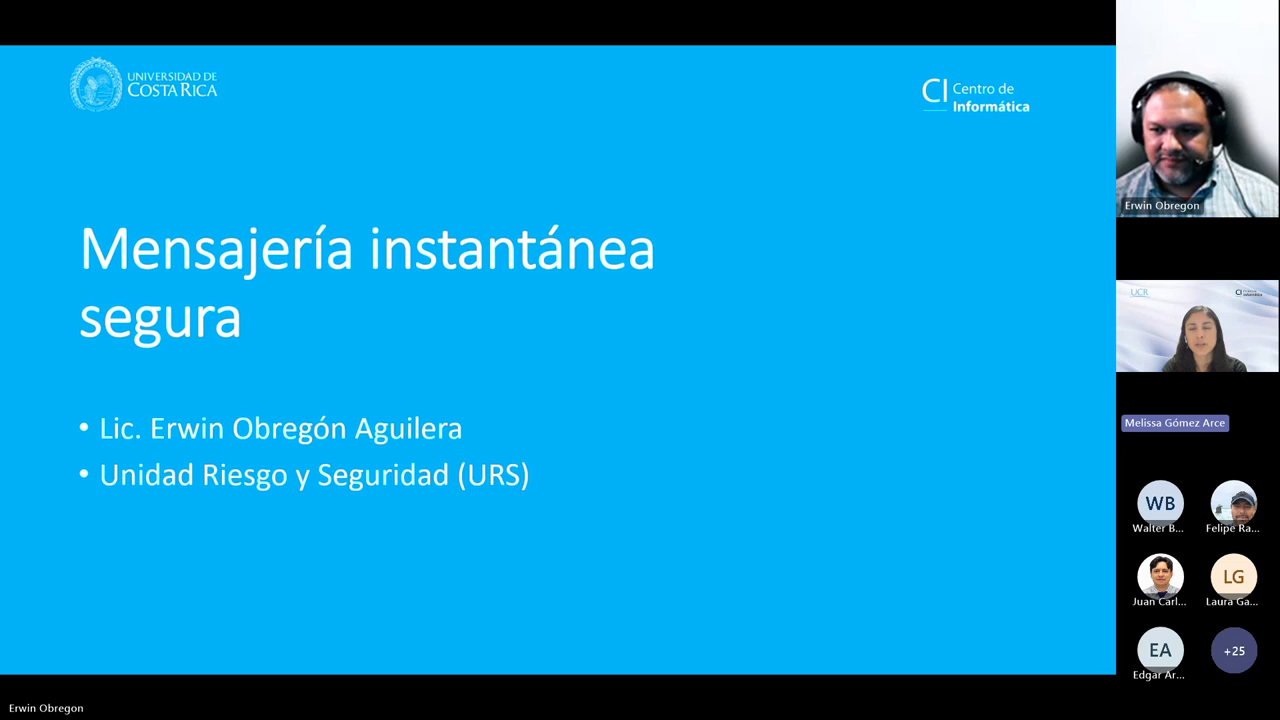 UNIVERSIDAD DE
COSTA RICA
CI Centro de
Informática
Mensajería instantánea
segura
• Lic. Erwin Obregón Aguilera
• Unidad Riesgo y Seguridad (URS)
Erwin Obregon
UCR
Melissa Gómez Arce
WB
Walter B...
Felipe Ra...
Juan Carl...
LG
Laura Ga...
EA
Edgar Ar...
+25
Erwin Obregon